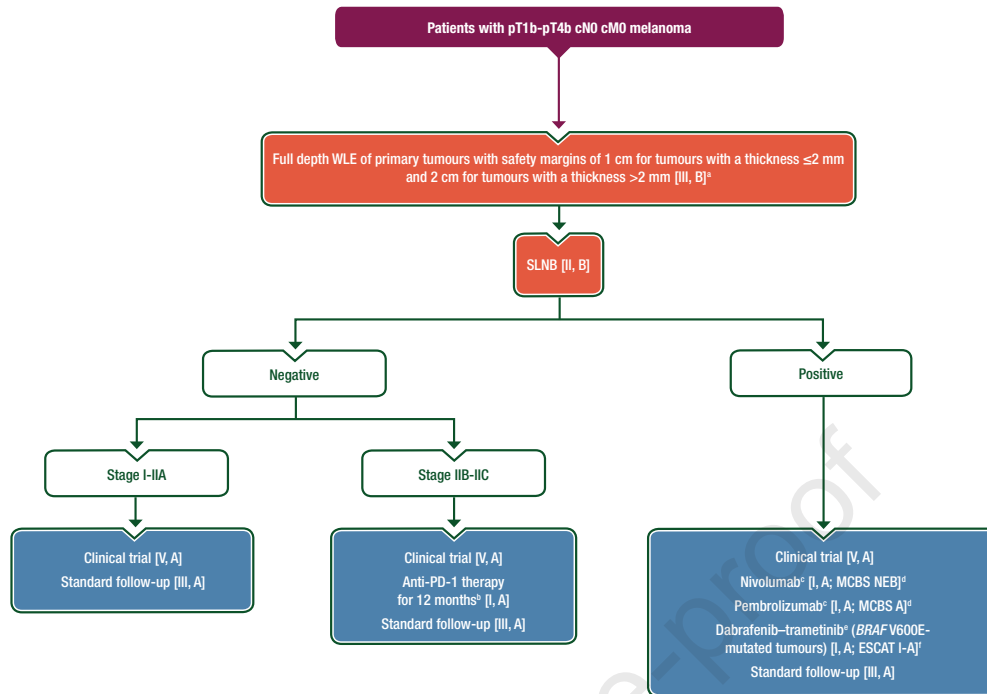 Patients with pT1b-pT4b cN0 cM0 melanoma
Full depth WLE of primary tumours with safety margins of 1 cm for tumours with a thickness ≤2 mm
and 2 cm for tumours with a thickness >2 mm [III, B]ᵃ
SLNB [II, B]
Negative
Positive
Stage I-IIA
Stage IIB-IIC
Clinical trial [V, A]
Standard follow-up [III, A]
Clinical trial [V, A]
Anti-PD-1 therapy
for 12 monthsᵇ [I, A]
Standard follow-up [III, A]
Clinical trial [V, A]
Nivolumabᶜ [I, A; MCBS NEB]ᵈ
Pembrolizumabᶜ [I, A; MCBS A]ᵈ
Dabrafenib–trametinibᵉ (BRAF V600E-
mutated tumours) [I, A; ESCAT I-A]ᶠ
Standard follow-up [III, A]
e-proof